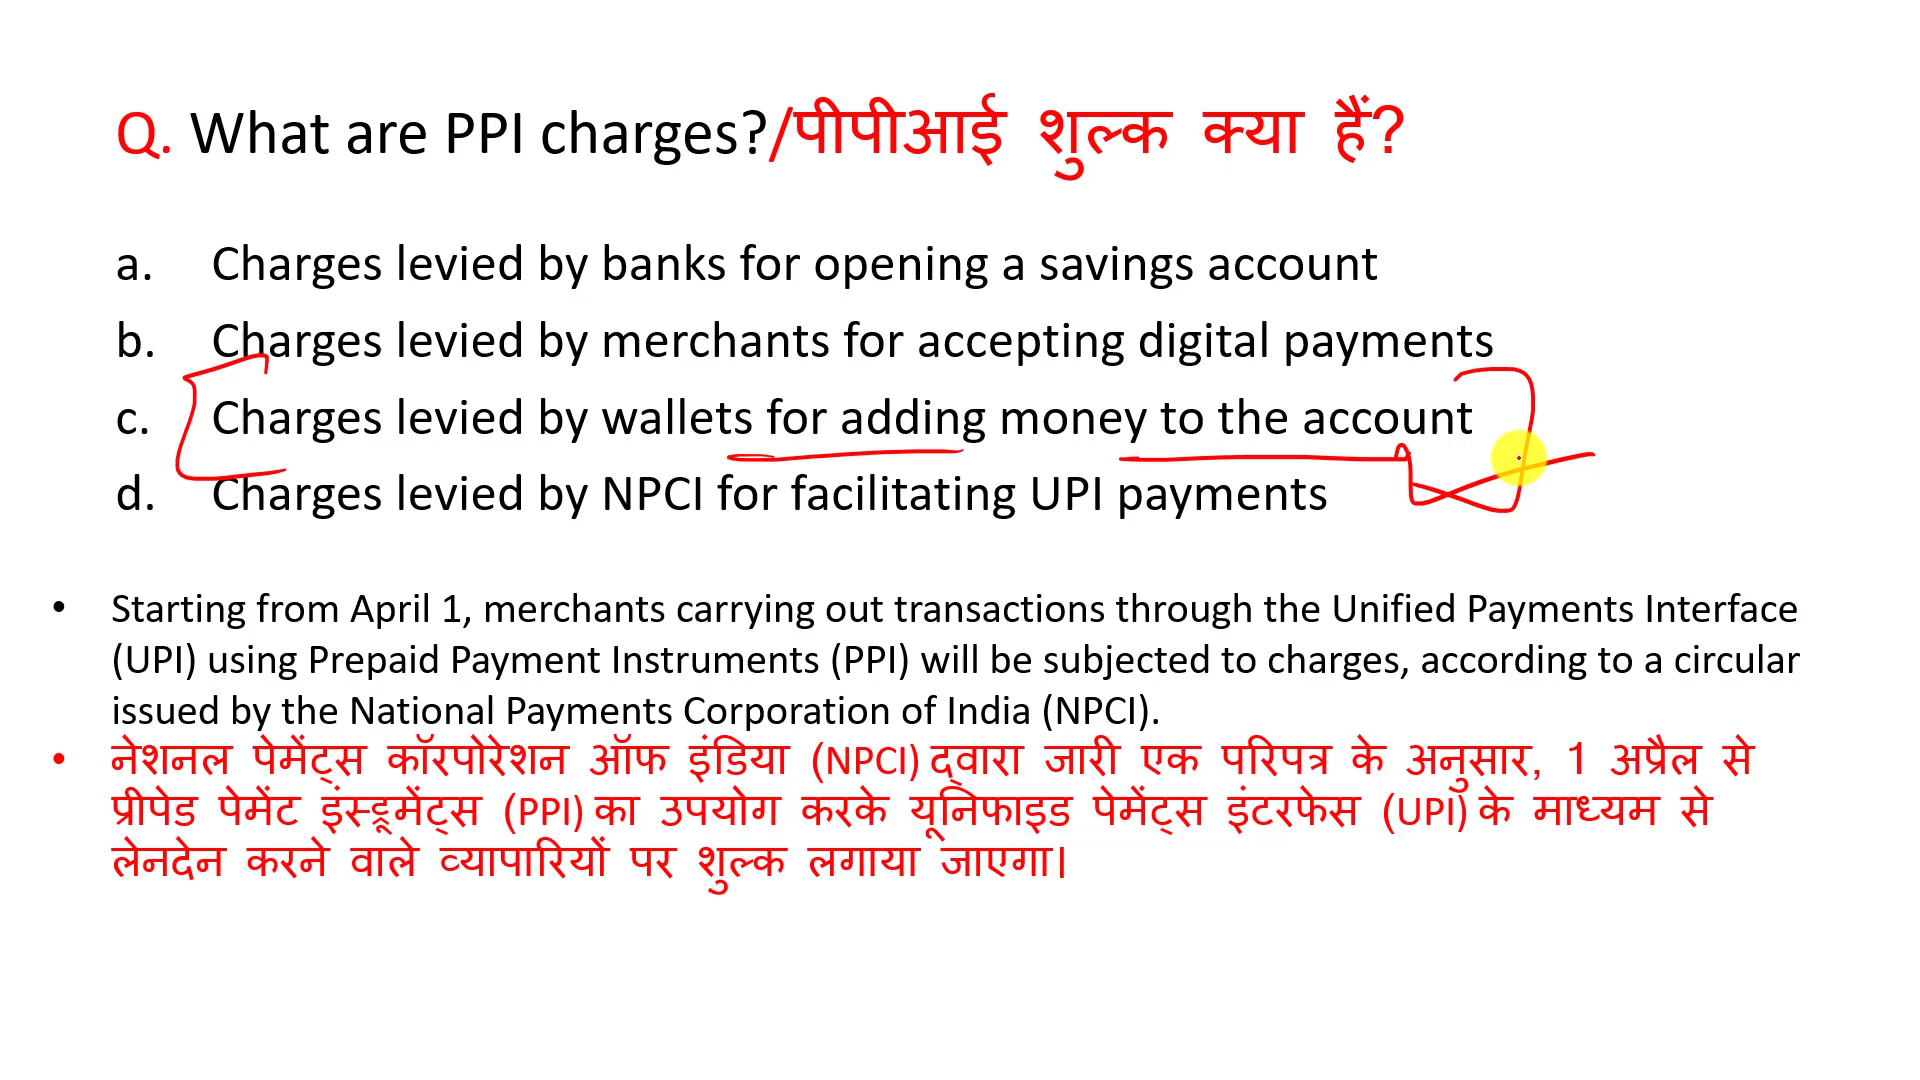 Q. What are PPI charges?/पीपीआई शुल्क क्या हैं?
a. Charges levied by banks for opening a savings account
b. Charges levied by merchants for accepting digital payments
c. Charges levied by wallets for adding money to the account
d. Charges levied by NPCI for facilitating UPI payments
• Starting from April 1, merchants carrying out transactions through the Unified Payments Interface
(UPI) using Prepaid Payment Instruments (PPI) will be subjected to charges, according to a circular
issued by the National Payments Corporation of India (NPCI).
• नेशनल पेमेंट्स कॉरपोरेशन ऑफ इंडिया (NPCI) द्वारा जारी एक परिपत्र के अनुसार, 1 अप्रैल से
प्रीपेड पेमेंट इंस्ट्रूमेंट्स (PPI) का उपयोग करके यूनिफाइड पेमेंट्स इंटरफेस (UPI) के माध्यम से
लेनदेन करने वाले व्यापारियों पर शुल्क लगाया जाएगा।